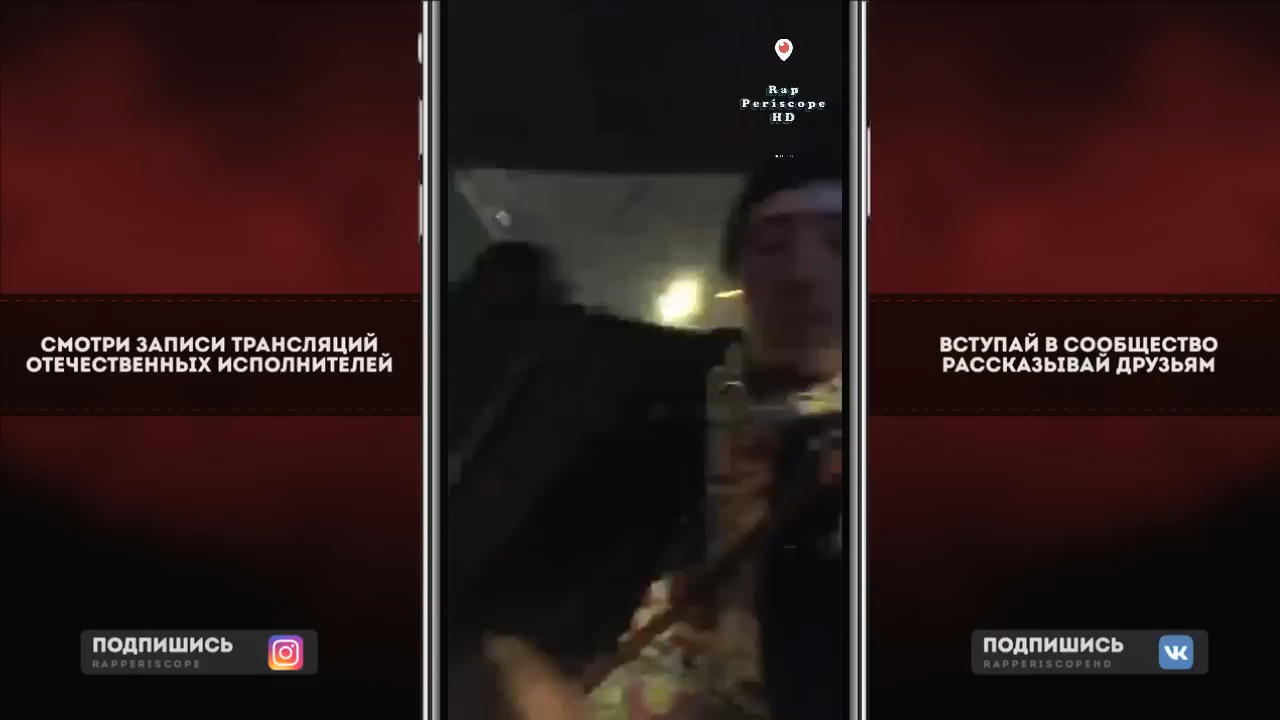 Rap
Periscope
HD
СМОТРИ ЗАПИСИ ТРАНСЛЯЦИЙ
ОТЕЧЕСТВЕННЫХ ИСПОЛНИТЕЛЕЙ
ВСТУПАЙ В СООБЩЕСТВО
РАССКАЗЫВАЙ ДРУЗЬЯМ
ПОДПИШИСЬ
RAPPERISCOPE
ПОДПИШИСЬ
RAPPERISCOPEHD